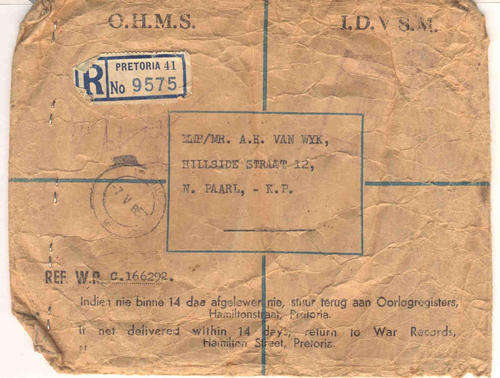 O.H.M.S.
I.D.V S.M.
R PRETORIA 41
No 9575
MNR/MR. A.H. VAN WYK,
HILLSIDE STRAAT 12,
N. PAARL, - K.P.
7 V
REF. W.R. C.166292.
Indien nie binne 14 dae afgelewer nie, stuur terug aan Oorlogregisters,
Hamiltonstraat, Pretoria.
If not delivered within 14 days, return to War Records,
Hamilton Street, Pretoria.